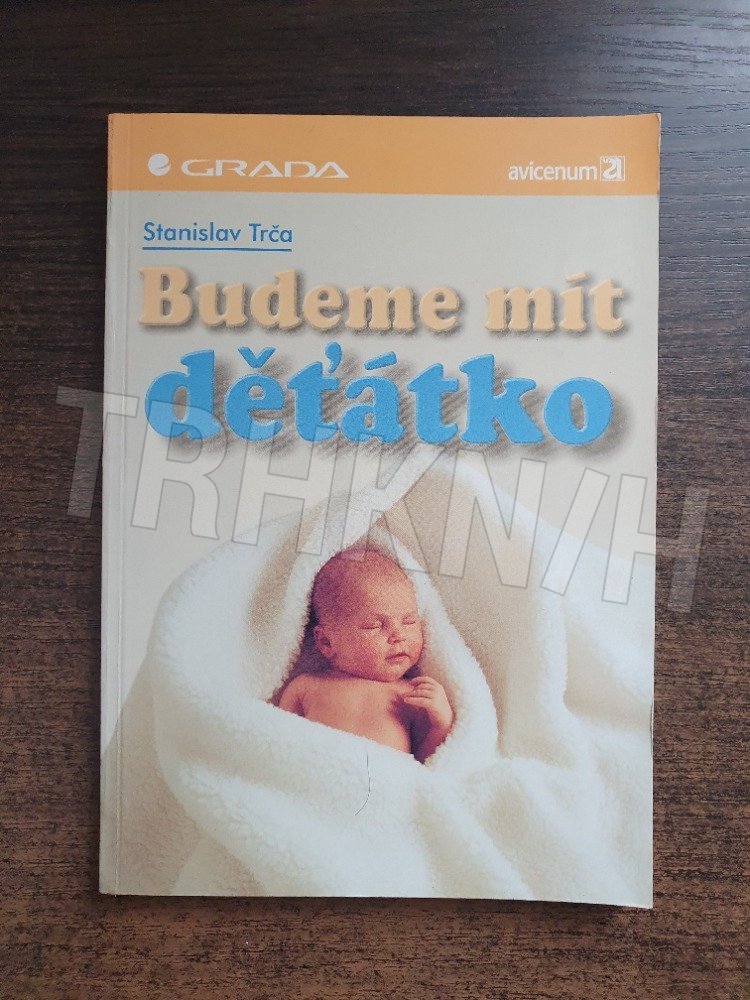 GRADA
avicenum
Stanislav Trča
Budeme mít
děťátko
TRHKNIH